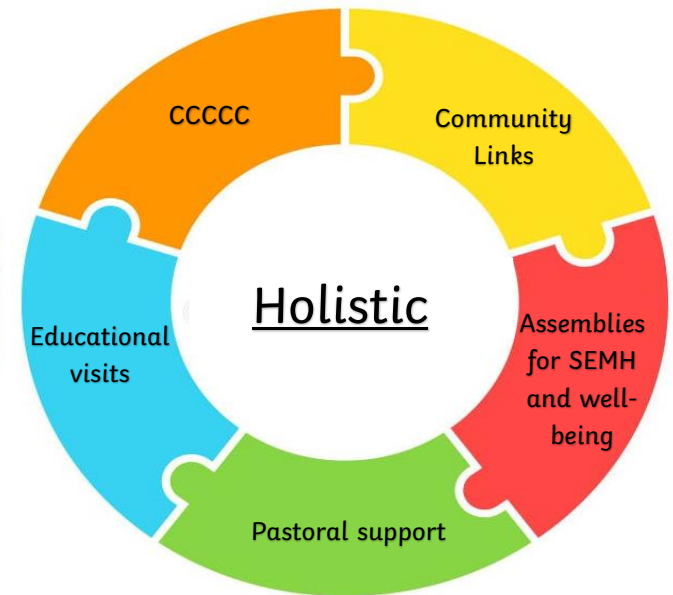 CCCCC
Community
Links
Holistic
Educational
visits
Assemblies
for SEMH
and well-
being
Pastoral support